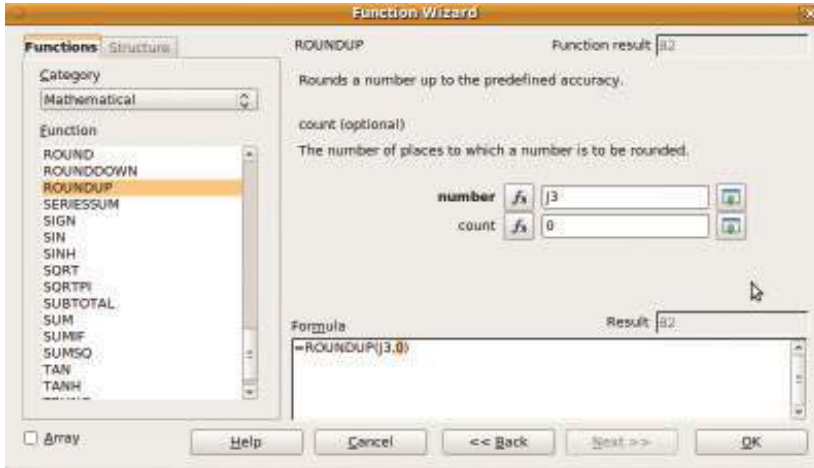 Function Wizard
Functions Structure
Category
Mathematical
Function
ROUND
ROUNDDOWN
ROUNDUP
SERIESSUM
SIGN
SIN
SINH
SQRT
SQRTPI
SUBTOTAL
SUM
SUMIF
SUMSQ
TAN
TANH
Array
ROUNDUP Function result 82
Rounds a number up to the predefined accuracy.
count (optional)
The number of places to which a number is to be rounded.
number fx J3
count fx 0
Formula Result 82
=ROUNDUP(J3,0)
Help Cancel << Back Next >> OK